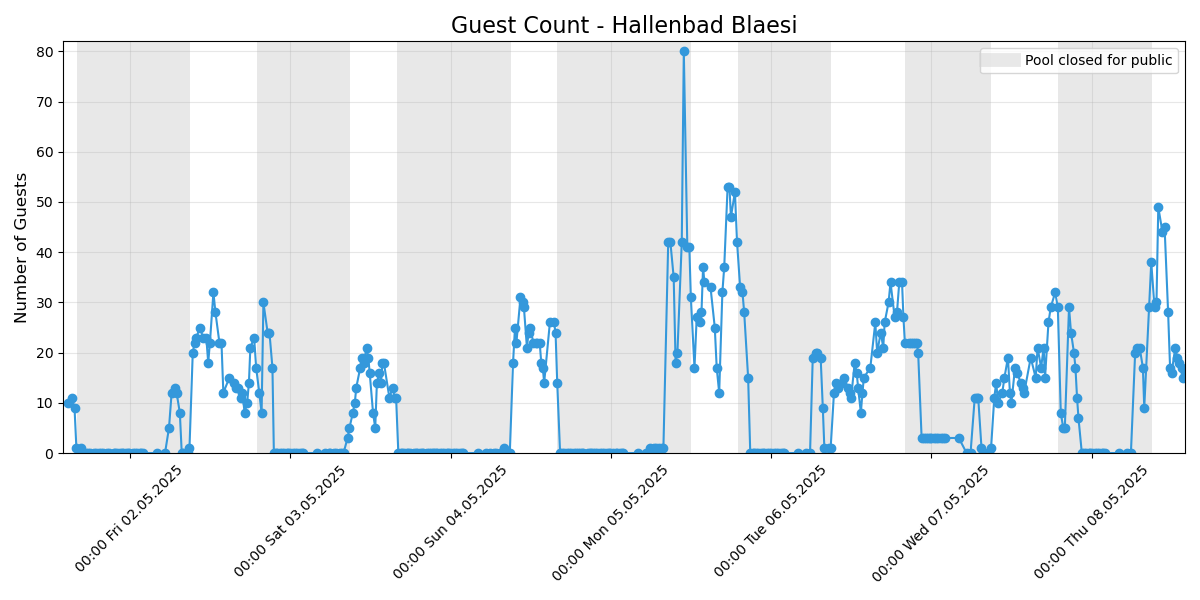 Guest Count - Hallenbad Blaesi
Pool closed for public
Number of Guests
80
70
60
50
40
30
20
10
0
00:00 Fri 02.05.2025
00:00 Sat 03.05.2025
00:00 Sun 04.05.2025
00:00 Mon 05.05.2025
00:00 Tue 06.05.2025
00:00 Wed 07.05.2025
00:00 Thu 08.05.2025